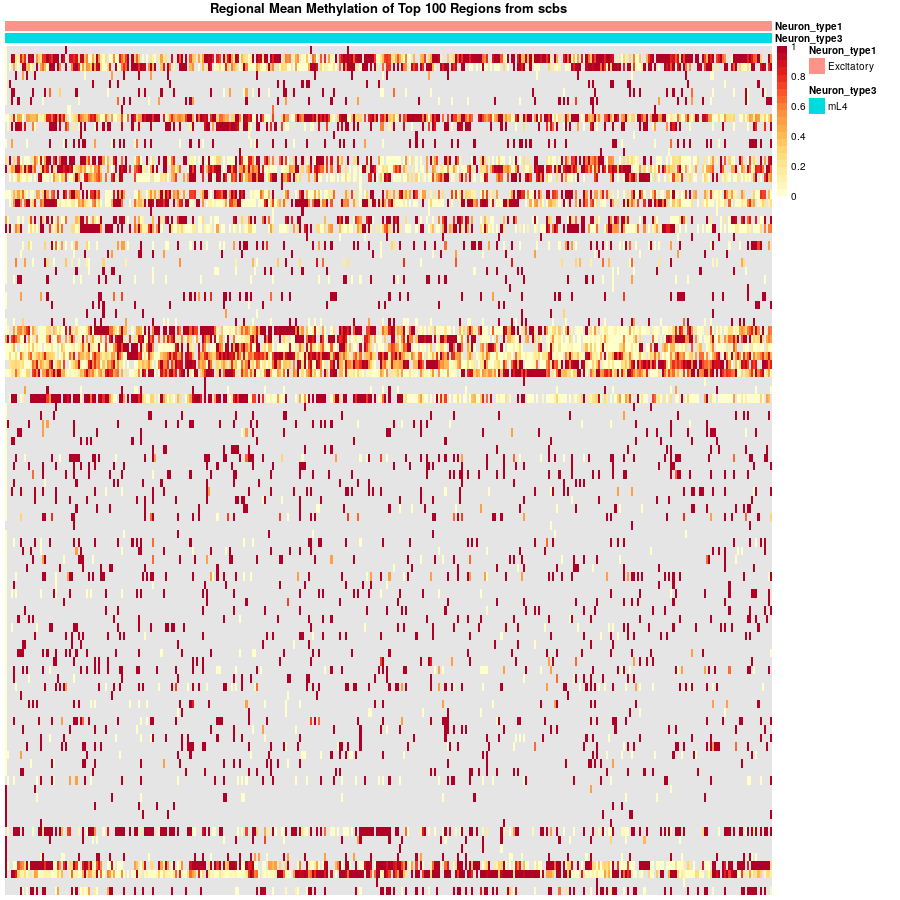 Regional Mean Methylation of Top 100 Regions from scbs
Neuron_type1
Neuron_type3
1
0.8
0.6
0.4
0.2
0
Neuron_type1
Excitatory
Neuron_type3
mL4